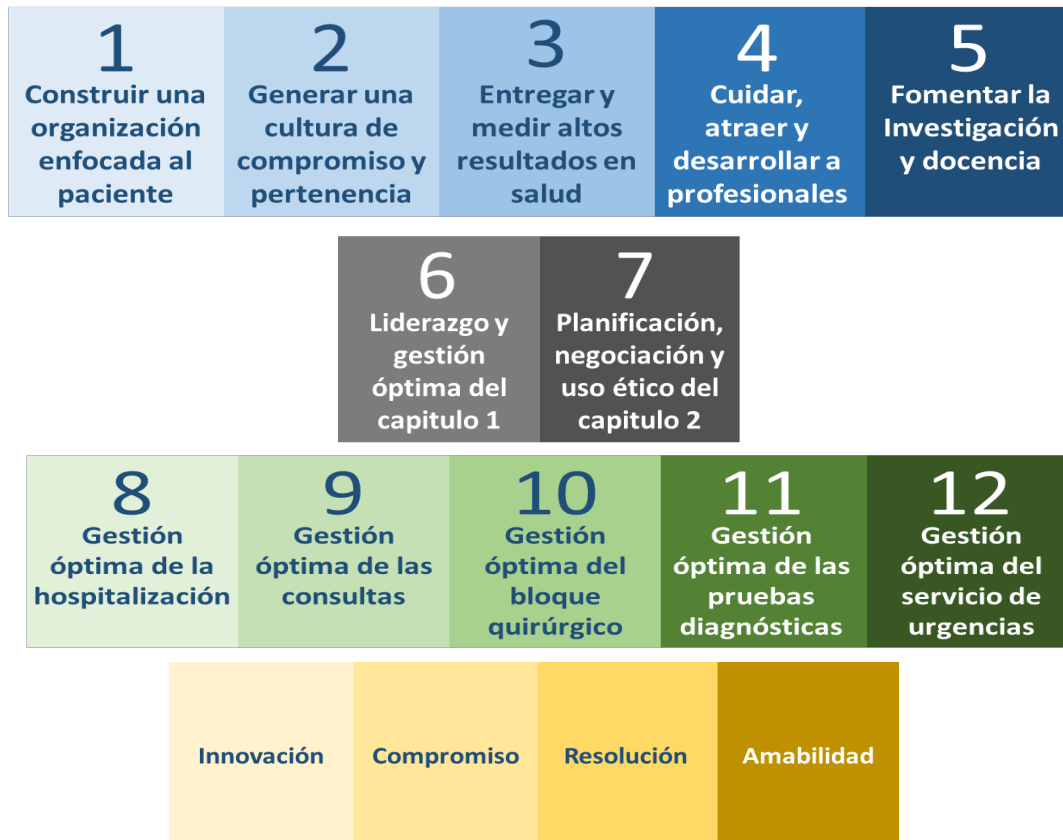 1
Construir una
organización
enfocada al
paciente
2
Generar una
cultura de
compromiso y
pertenencia
3
Entregar y
medir altos
resultados en
salud
4
Cuidar,
atraer y
desarrollar a
profesionales
5
Fomentar la
Investigación
y docencia
6
Liderazgo y
gestión
óptima del
capitulo 1
7
Planificación,
negociación y
uso ético del
capitulo 2
8
Gestión
óptima de la
hospitalización
9
Gestión
óptima de las
consultas
10
Gestión
óptima del
bloque
quirúrgico
11
Gestión
óptima de las
pruebas
diagnósticas
12
Gestión
óptima del
servicio de
urgencias
Innovación
Compromiso
Resolución
Amabilidad